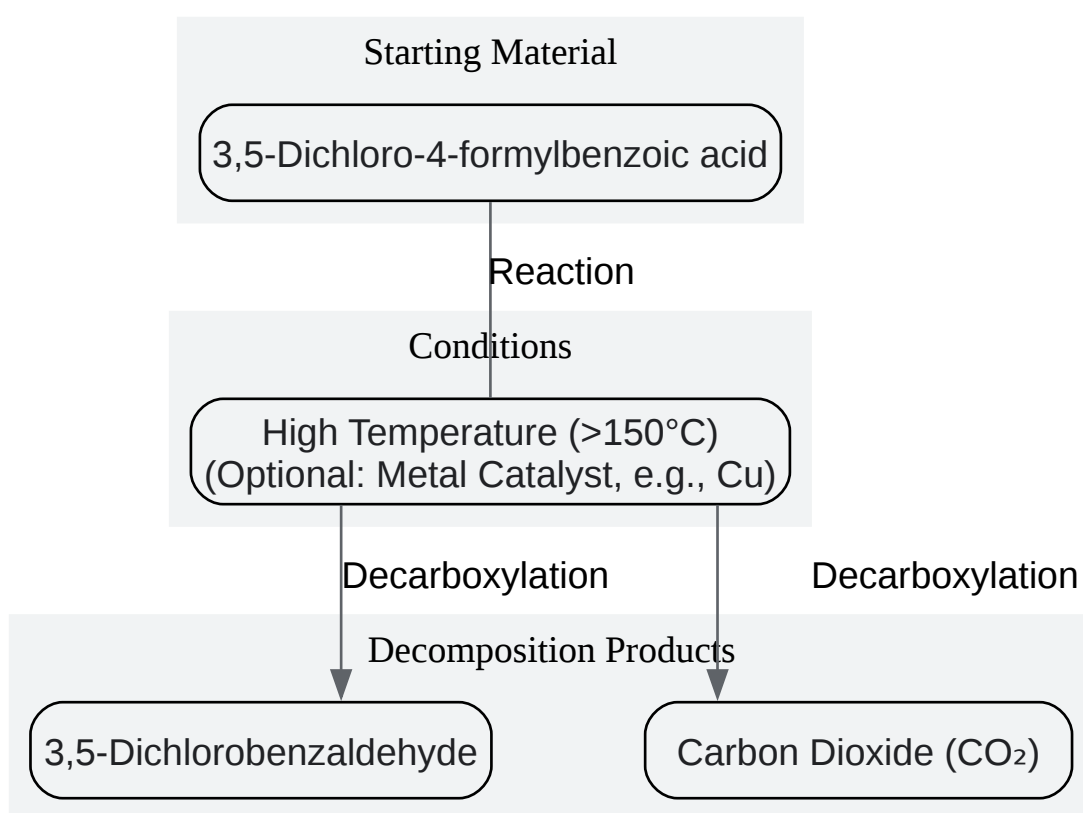 Starting Material
3,5-Dichloro-4-formylbenzoic acid
Reaction
Conditions
High Temperature (>150°C)
(Optional: Metal Catalyst, e.g., Cu)
Decarboxylation
Decarboxylation
Decomposition Products
3,5-Dichlorobenzaldehyde
Carbon Dioxide (CO₂)